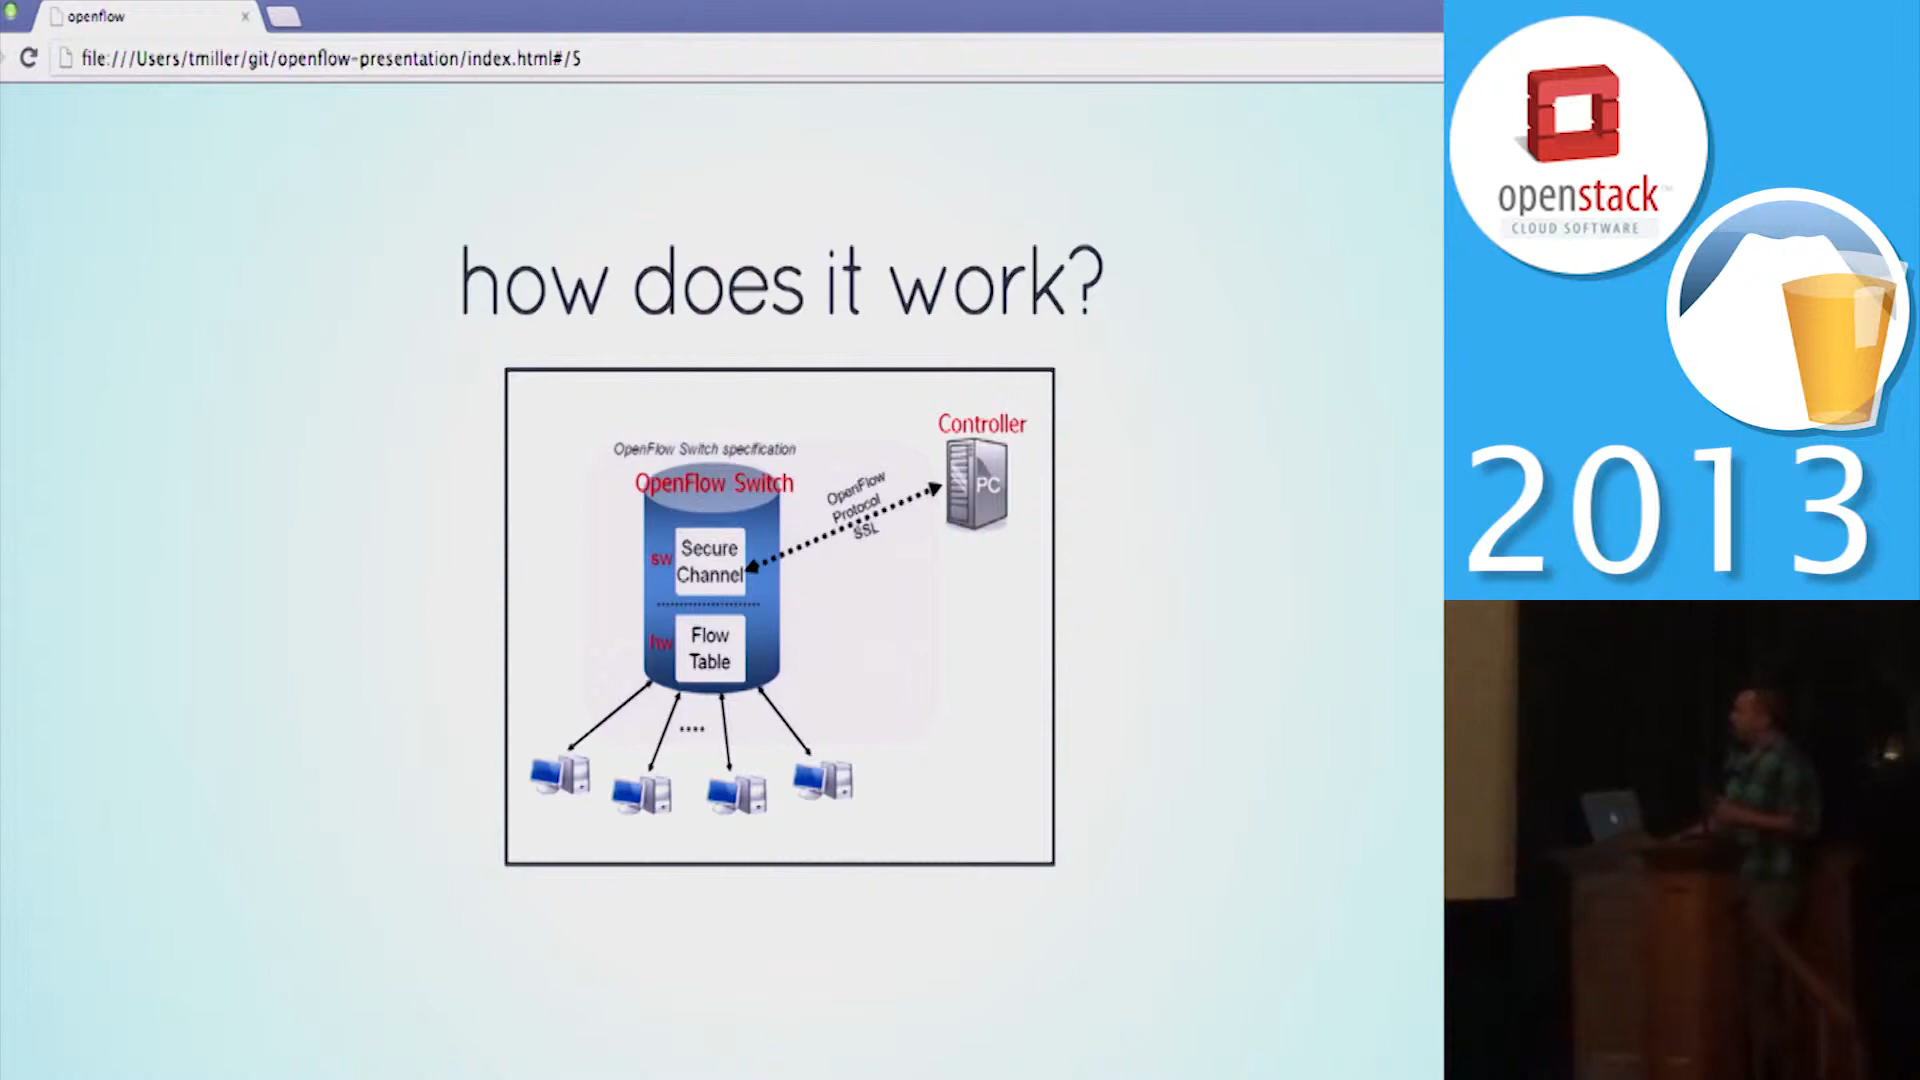 openflow
file:///Users/tmiller/git/openflow-presentation/index.html#/5
how does it work?
OpenFlow Switch specification
OpenFlow Switch
Controller
PC
OpenFlow
Protocol
SSL
sw
Secure
Channel
hw
Flow
Table
openstack™
CLOUD SOFTWARE
2013